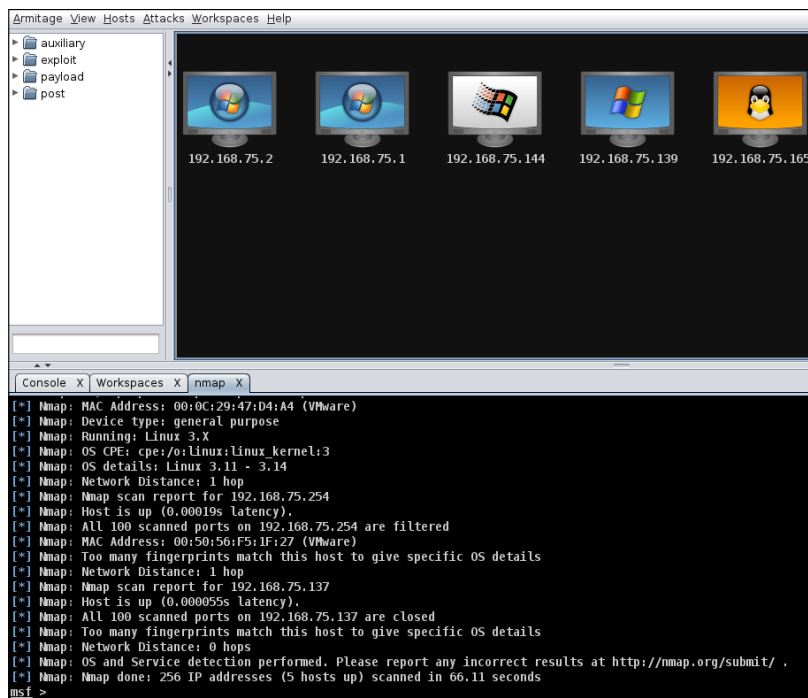 Armitage View Hosts Attacks Workspaces Help
auxiliary
exploit
payload
post
192.168.75.2 192.168.75.1 192.168.75.144 192.168.75.139 192.168.75.165
Console X Workspaces X nmap X
[*] Nmap: MAC Address: 00:0C:29:47:D4:A4 (VMware)
[*] Nmap: Device type: general purpose
[*] Nmap: Running: Linux 3.X
[*] Nmap: OS CPE: cpe:/o:linux:linux_kernel:3
[*] Nmap: OS details: Linux 3.11 - 3.14
[*] Nmap: Network Distance: 1 hop
[*] Nmap: Nmap scan report for 192.168.75.254
[*] Nmap: Host is up (0.00019s latency).
[*] Nmap: All 100 scanned ports on 192.168.75.254 are filtered
[*] Nmap: MAC Address: 00:50:56:F5:1F:27 (VMware)
[*] Nmap: Too many fingerprints match this host to give specific OS details
[*] Nmap: Network Distance: 1 hop
[*] Nmap: Nmap scan report for 192.168.75.137
[*] Nmap: Host is up (0.000055s latency).
[*] Nmap: All 100 scanned ports on 192.168.75.137 are closed
[*] Nmap: Too many fingerprints match this host to give specific OS details
[*] Nmap: Network Distance: 0 hops
[*] Nmap: OS and Service detection performed. Please report any incorrect results at http://nmap.org/submit/ .
[*] Nmap: Nmap done: 256 IP addresses (5 hosts up) scanned in 66.11 seconds
msf >